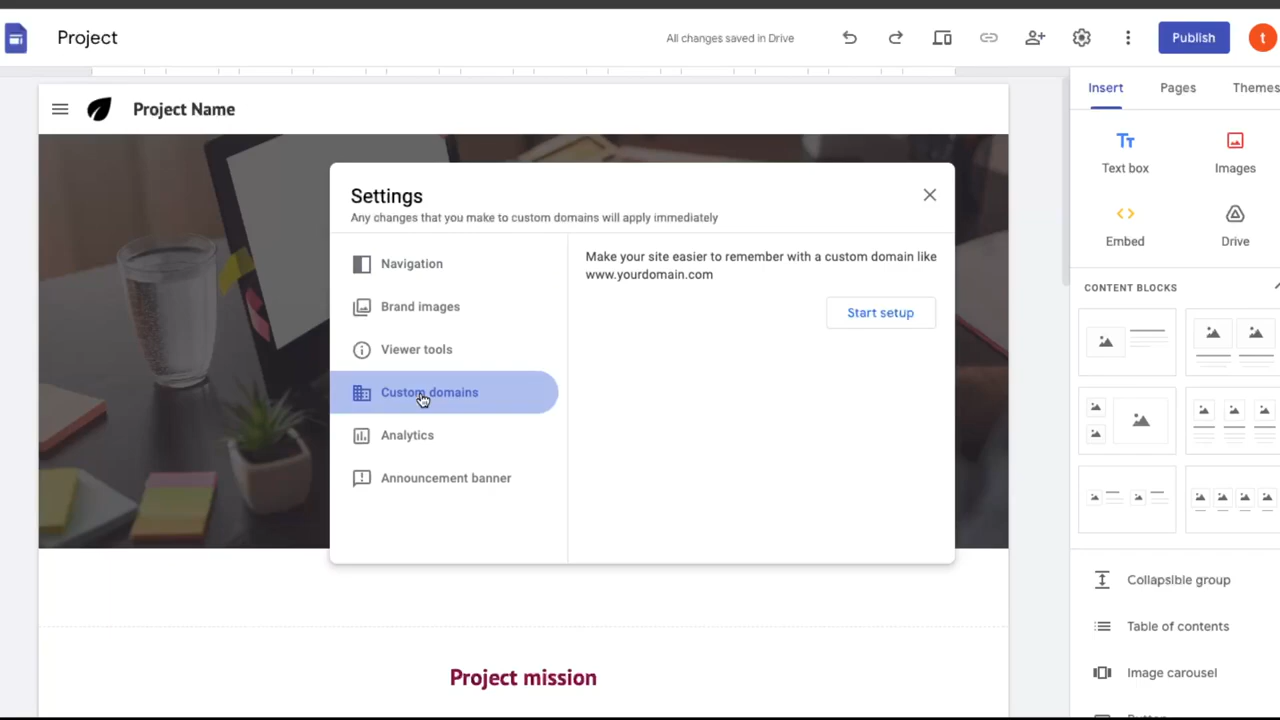 Project
All changes saved in Drive
Publish
t
Insert
Pages
Themes
Project Name
Tt
Text box
Images
Embed
Drive
CONTENT BLOCKS
Settings
Any changes that you make to custom domains will apply immediately
Navigation
Brand images
Viewer tools
Custom domains
Analytics
Announcement banner
Make your site easier to remember with a custom domain like
www.yourdomain.com
Start setup
Collapsible group
Table of contents
Image carousel
Project mission